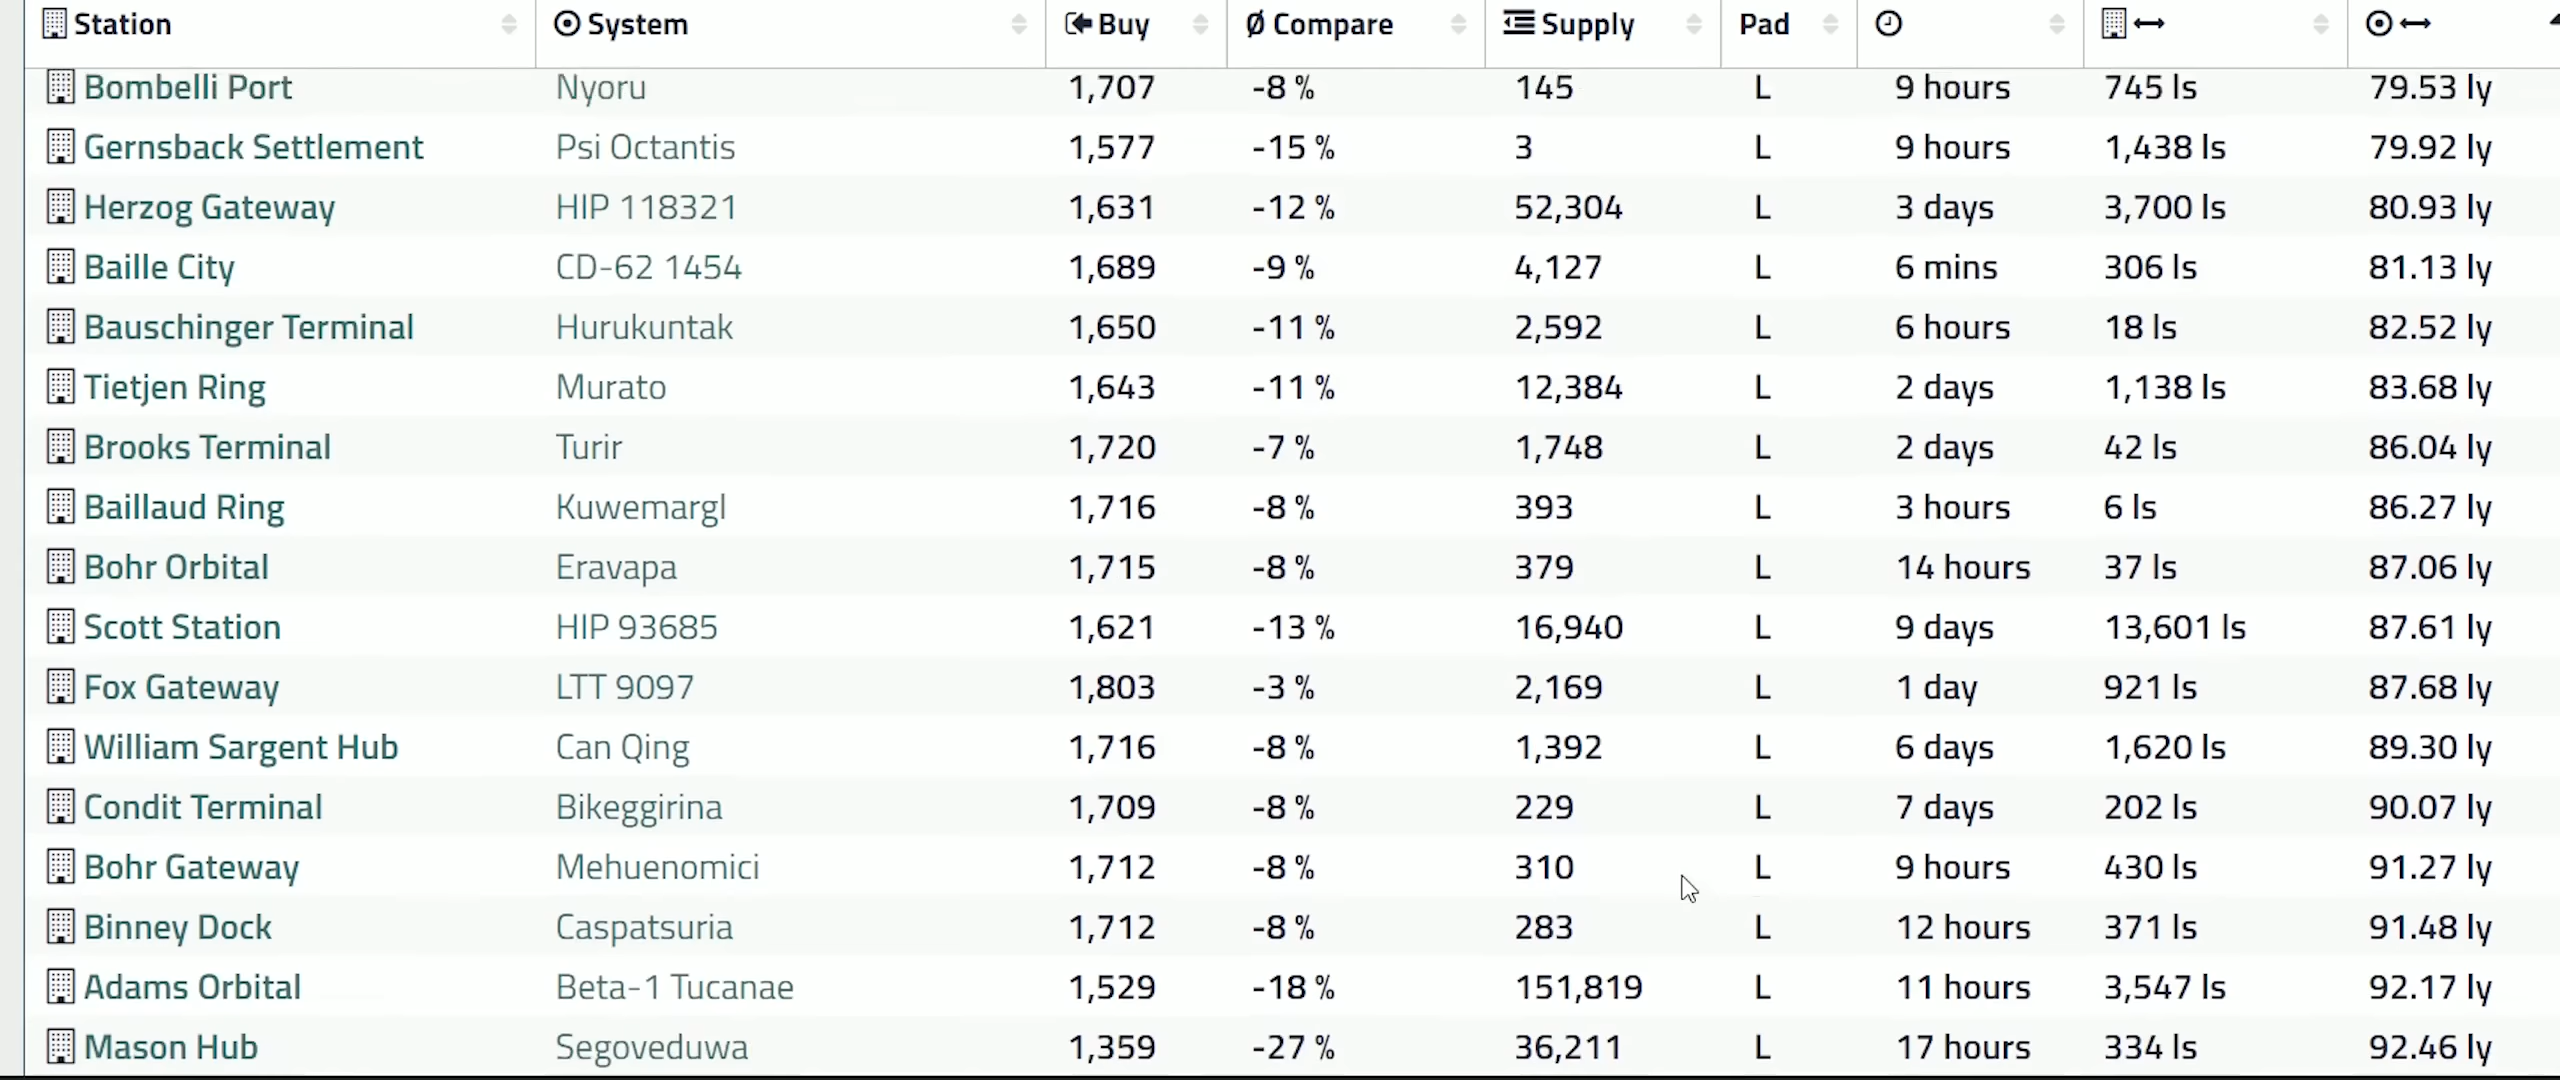 Station System Buy Ø Compare Supply Pad
Bombelli Port Nyoru 1,707 -8 % 145 L 9 hours 745 ls 79.53 ly
Gernsback Settlement Psi Octantis 1,577 -15 % 3 L 9 hours 1,438 ls 79.92 ly
Herzog Gateway HIP 118321 1,631 -12 % 52,304 L 3 days 3,700 ls 80.93 ly
Baille City CD-62 1454 1,689 -9 % 4,127 L 6 mins 306 ls 81.13 ly
Bauschinger Terminal Hurukuntak 1,650 -11 % 2,592 L 6 hours 18 ls 82.52 ly
Tietjen Ring Murato 1,643 -11 % 12,384 L 2 days 1,138 ls 83.68 ly
Brooks Terminal Turir 1,720 -7 % 1,748 L 2 days 42 ls 86.04 ly
Baillaud Ring Kuwemargl 1,716 -8 % 393 L 3 hours 6 ls 86.27 ly
Bohr Orbital Eravapa 1,715 -8 % 379 L 14 hours 37 ls 87.06 ly
Scott Station HIP 93685 1,621 -13 % 16,940 L 9 days 13,601 ls 87.61 ly
Fox Gateway LTT 9097 1,803 -3 % 2,169 L 1 day 921 ls 87.68 ly
William Sargent Hub Can Qing 1,716 -8 % 1,392 L 6 days 1,620 ls 89.30 ly
Condit Terminal Bikeggirina 1,709 -8 % 229 L 7 days 202 ls 90.07 ly
Bohr Gateway Mehuenomici 1,712 -8 % 310 L 9 hours 430 ls 91.27 ly
Binney Dock Caspatsuria 1,712 -8 % 283 L 12 hours 371 ls 91.48 ly
Adams Orbital Beta-1 Tucanae 1,529 -18 % 151,819 L 11 hours 3,547 ls 92.17 ly
Mason Hub Segoveduwa 1,359 -27 % 36,211 L 17 hours 334 ls 92.46 ly